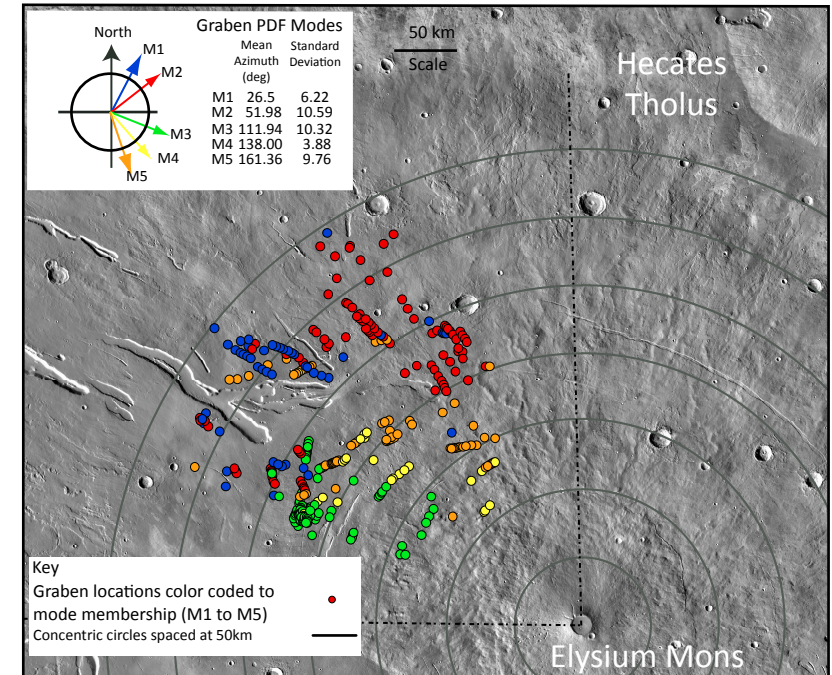 Graben PDF Modes
North
Mean Standard
Azimuth Deviation
(deg)
M1 26.5 6.22
M2 51.98 10.59
M3 111.94 10.32
M4 138.00 3.88
M5 161.36 9.76
M1
M2
M3
M4
M5
50 km
Scale
Hecates
Tholus
Key
Graben locations color coded to
mode membership (M1 to M5)
Concentric circles spaced at 50km
Elysium Mons